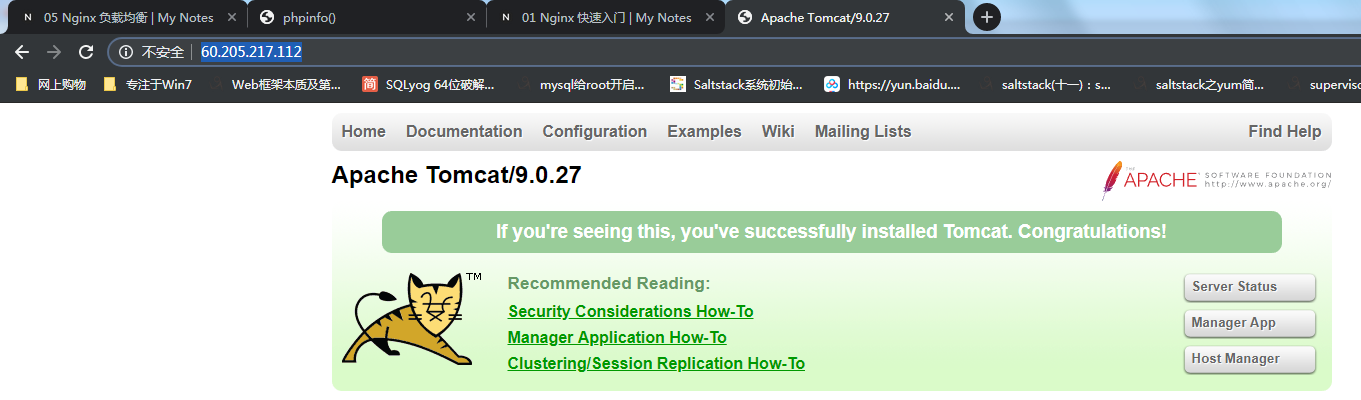 05 Nginx 负载均衡 | My Notes
phpinfo()
01 Nginx 快速入门 | My Notes
Apache Tomcat/9.0.27
不安全 | 60.205.217.112
网上购物 专注于Win7 Web框架本质及第... SQLyog 64位破解... mysql给root开启... Saltstack系统初始... https://yun.baidu.... saltstack(十一)：s... saltstack之yum简... superviso
Home Documentation Configuration Examples Wiki Mailing Lists Find Help
Apache Tomcat/9.0.27
THE APACHE™ SOFTWARE FOUNDATION
http://www.apache.org/
If you're seeing this, you've successfully installed Tomcat. Congratulations!
TM
Recommended Reading:
Security Considerations How-To
Manager Application How-To
Clustering/Session Replication How-To
Server Status
Manager App
Host Manager